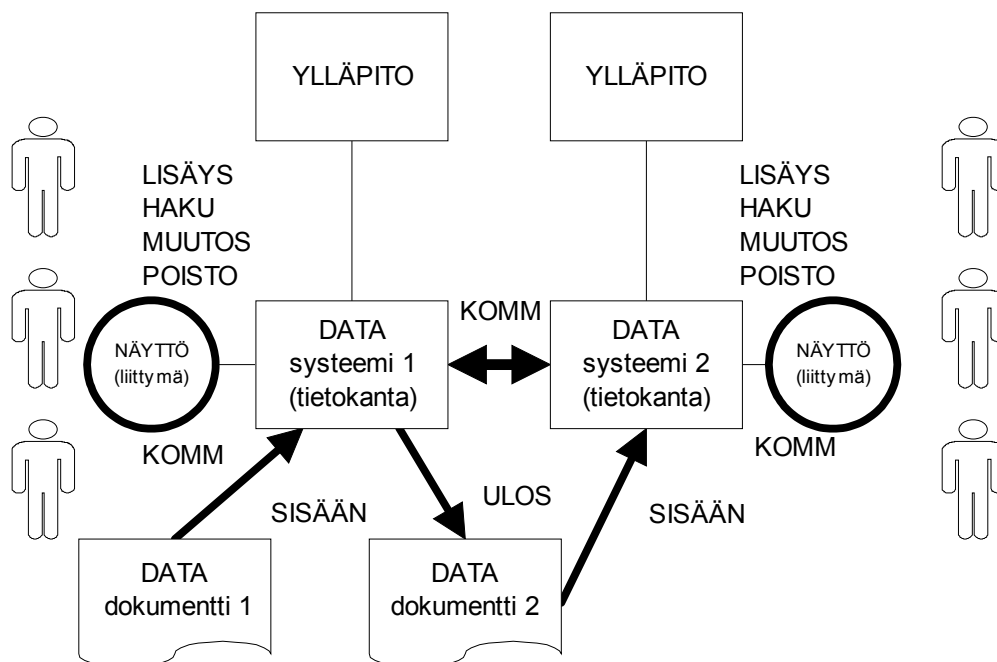 YLLÄPITO
YLLÄPITO
LISÄYS
HAKU
MUUTOS
POISTO
LISÄYS
HAKU
MUUTOS
POISTO
NÄYTTÖ
(liittymä)
DATA
systeemi 1
(tietokanta)
KOMM
DATA
systeemi 2
(tietokanta)
NÄYTTÖ
(liittymä)
KOMM
KOMM
SISÄÄN
ULOS
SISÄÄN
DATA
dokumentti 1
DATA
dokumentti 2